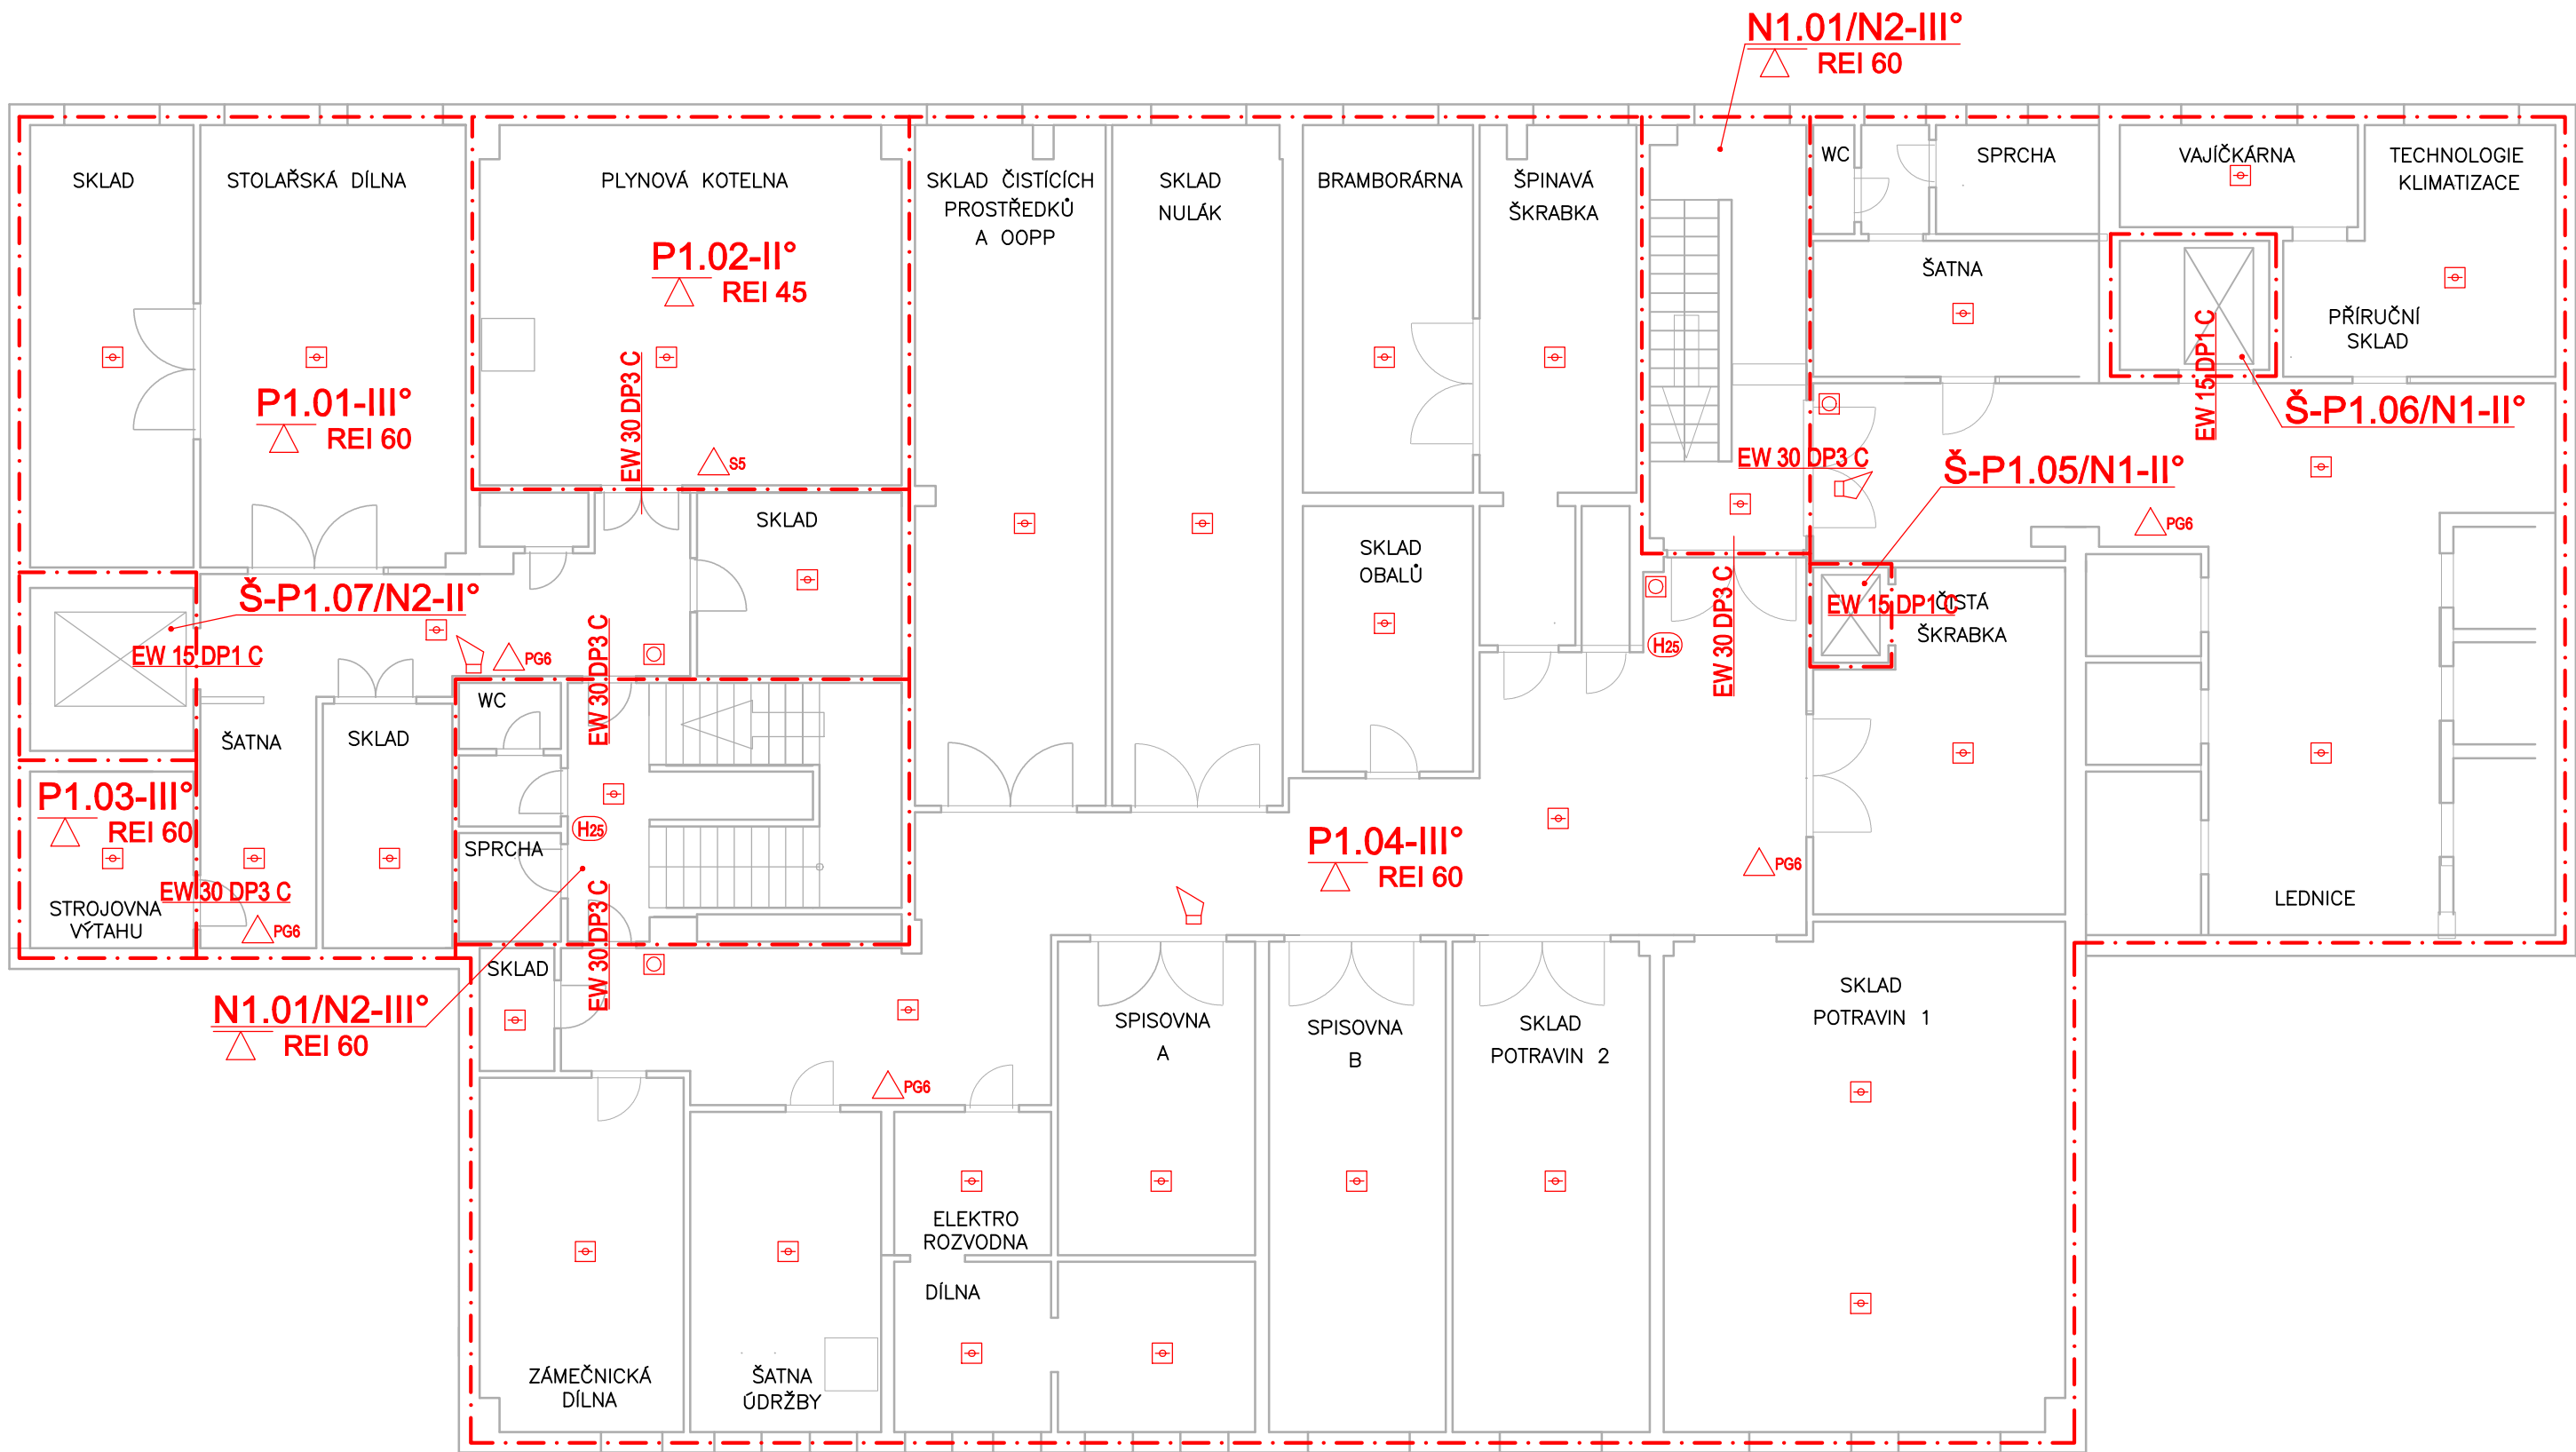 N1.01/N2-III°
REI 60
SKLAD
STOLAŘSKÁ DÍLNA
PLYNOVÁ KOTELNA
SKLAD ČISTÍCÍCH
PROSTŘEDKŮ
A OOPP
SKLAD
NULÁK
BRAMBORÁRNA
ŠPINAVÁ
ŠKRABKA
WC
SPRCHA
VAJÍČKÁRNA
TECHNOLOGIE
KLIMATIZACE
P1.02-II°
REI 45
ŠATNA
PŘÍRUČNÍ
SKLAD
EW 15 DP1 C
Š-P1.06/N1-II°
P1.01-III°
REI 60
EW 30 DP3 C
S5
EW 30 DP3 C
Š-P1.05/N1-II°
PG6
SKLAD
SKLAD
OBALŮ
Š-P1.07/N2-II°
EW 15 DP1 C
PG6
EW 30 DP3 C
H25
EW 30 DP3 C
EW 15 DP1 C
ČISTÁ
ŠKRABKA
WC
ŠATNA
SKLAD
P1.03-III°
REI 60
H25
SPRCHA
P1.04-III°
REI 60
PG6
EW 30 DP3 C
STROJOVNA
VÝTAHU
PG6
EW 30 DP3 C
LEDNICE
SKLAD
N1.01/N2-III°
REI 60
PG6
SPISOVNA
A
SPISOVNA
B
SKLAD
POTRAVIN 2
SKLAD
POTRAVIN 1
ELEKTRO
ROZVODNA
DÍLNA
ZÁMEČNICKÁ
DÍLNA
ŠATNA
ÚDRŽBY